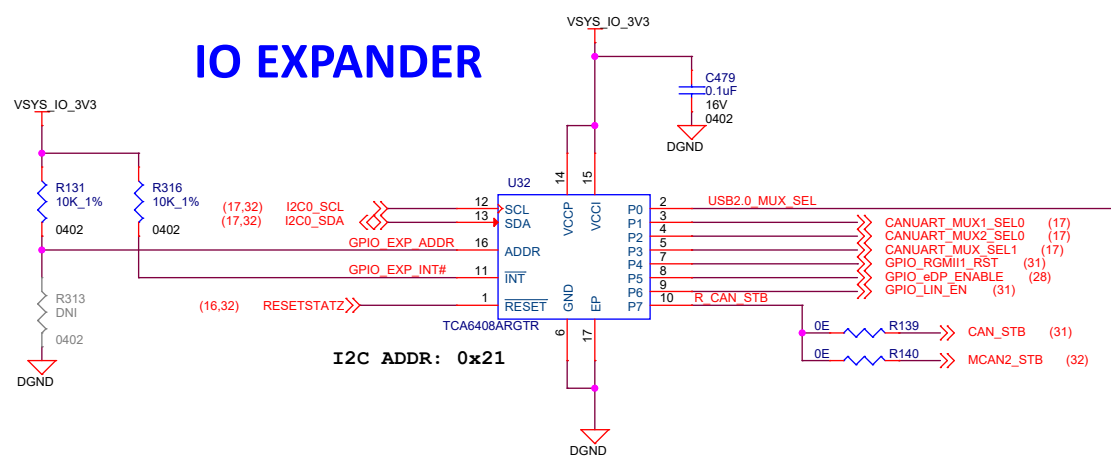 IO EXPANDER
VSYS_IO_3V3
C479
0.1uF
16V
0402
DGND
VSYS_IO_3V3
R131
10K_1%
0402
R316
10K_1%
0402
R313
DNI
0402
DGND
(17,32) I2C0_SCL
(17,32) I2C0_SDA
GPIO_EXP_ADDR
GPIO_EXP_INT#
(16,32) RESETSTATZ
U32
14
15
VCCP
VCCI
12 SCL
13 SDA
16 ADDR
11 INT
1 RESET
GND
EP
6
17
TCA6408ARGTR
I2C ADDR: 0x21
DGND
P0 2 USB2.0_MUX_SEL
P1 3 CANUART_MUX1_SEL0 (17)
P2 4 CANUART_MUX2_SEL0 (17)
P3 5 CANUART_MUX_SEL1 (17)
P4 7 GPIO_RGMII1_RST (31)
P5 8 GPIO_eDP_ENABLE (28)
P6 9 GPIO_LIN_EN (31)
P7 10 R_CAN_STB
0E R139 CAN_STB (31)
0E R140 MCAN2_STB (32)